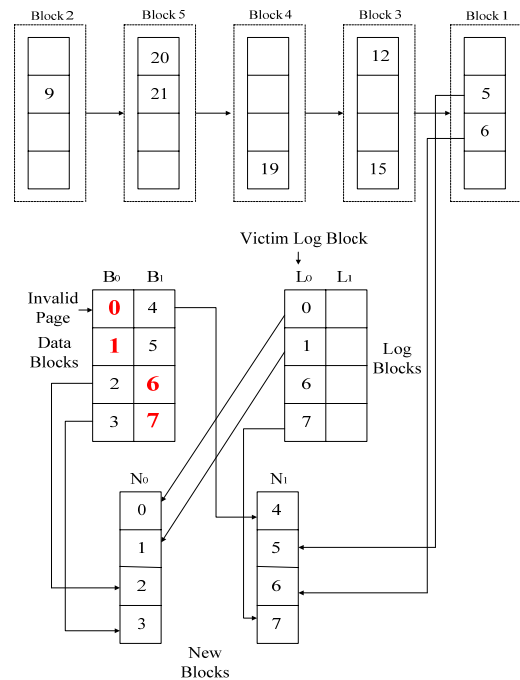 Block 2 Block 5 Block 4 Block 3 Block 1
20 12
9 21 5
6
19 15
Victim Log Block
B0 B1 L0 L1
Invalid Page
0 4 0
Data Blocks
1 5 1
Log Blocks
2 6 6
3 7 7
N0 N1
0 4
1 5
2 6
3 7
New
Blocks